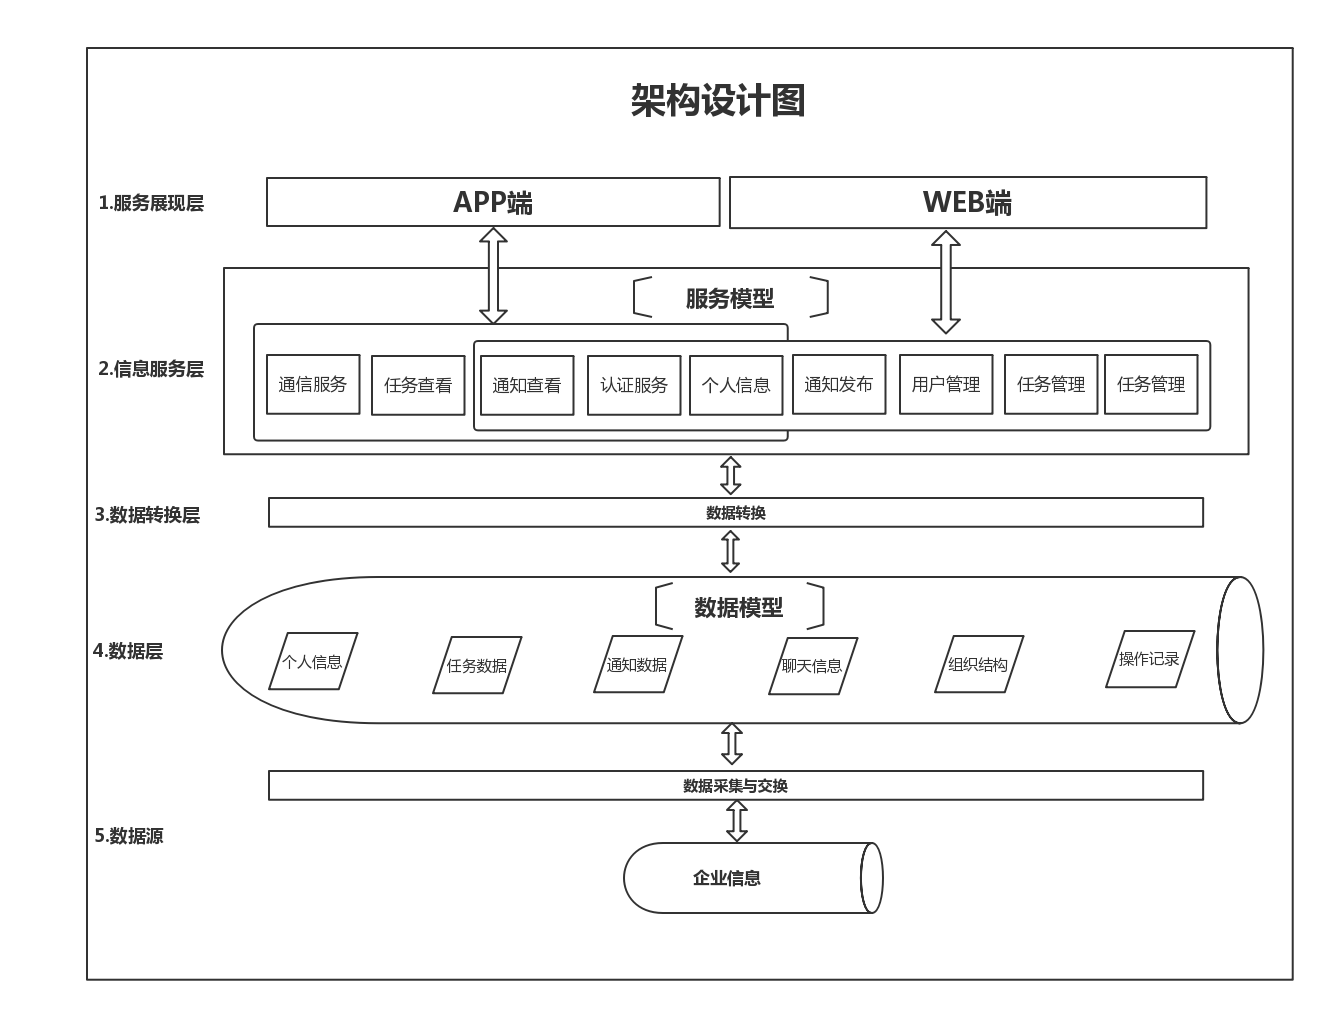 架构设计图
1.服务展现层
APP端
WEB端
服务模型
2.信息服务层
通信服务
任务查看
通知查看
认证服务
个人信息
通知发布
用户管理
任务管理
任务管理
3.数据转换层
数据转换
数据模型
4.数据层
个人信息
任务数据
通知数据
聊天信息
组织结构
操作记录
数据采集与交换
5.数据源
企业信息